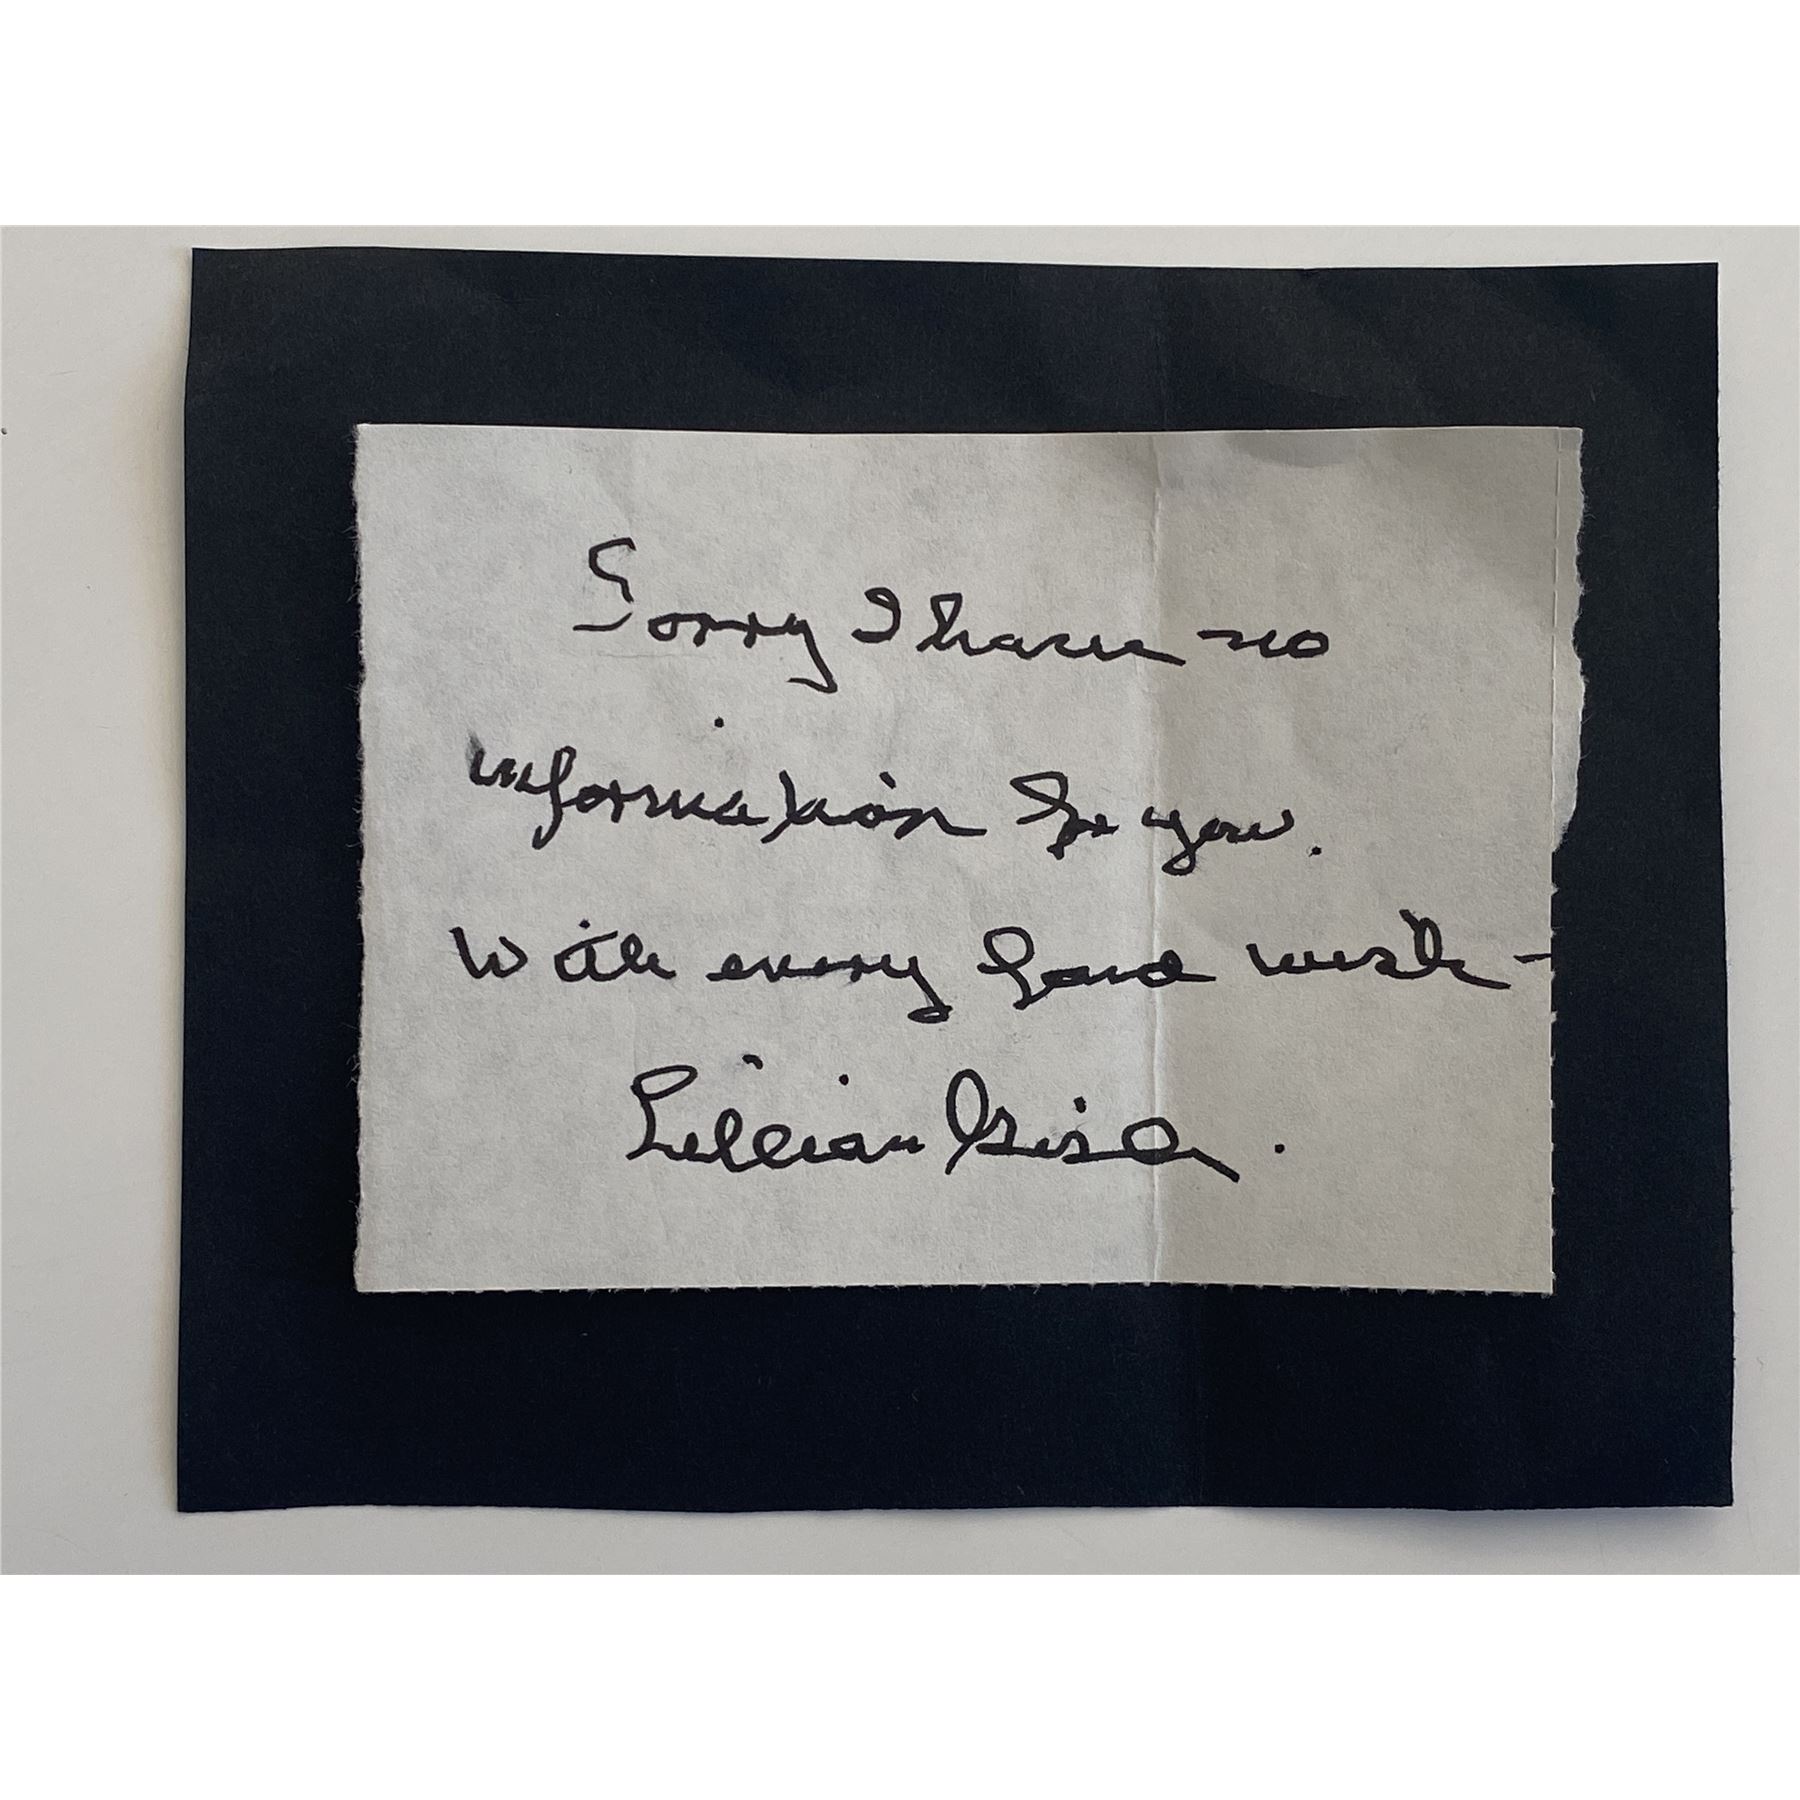 Sorry I have no
information for you.
With every good wish -
Lillian Gish.